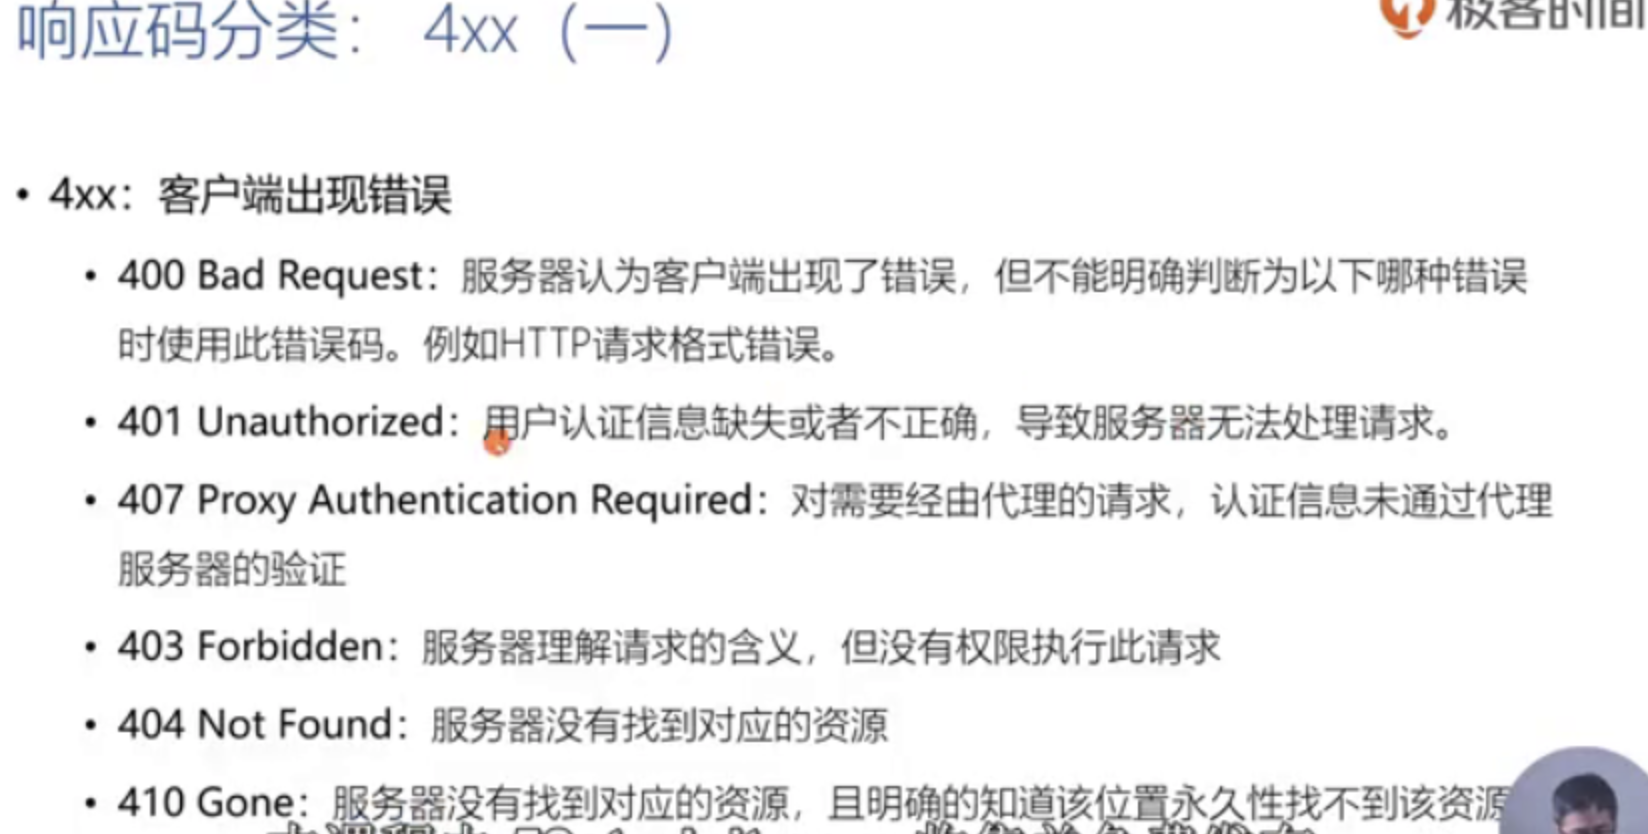 响应码分类： 4xx（一）
极客时间
• 4xx：客户端出现错误
• 400 Bad Request：服务器认为客户端出现了错误，但不能明确判断为以下哪种错误
时使用此错误码。例如HTTP请求格式错误。
• 401 Unauthorized：用户认证信息缺失或者不正确，导致服务器无法处理请求。
• 407 Proxy Authentication Required：对需要经由代理的请求，认证信息未通过代理
服务器的验证
• 403 Forbidden：服务器理解请求的含义，但没有权限执行此请求
• 404 Not Found：服务器没有找到对应的资源
• 410 Gone：服务器没有找到对应的资源，且明确的知道该位置永久性找不到该资源